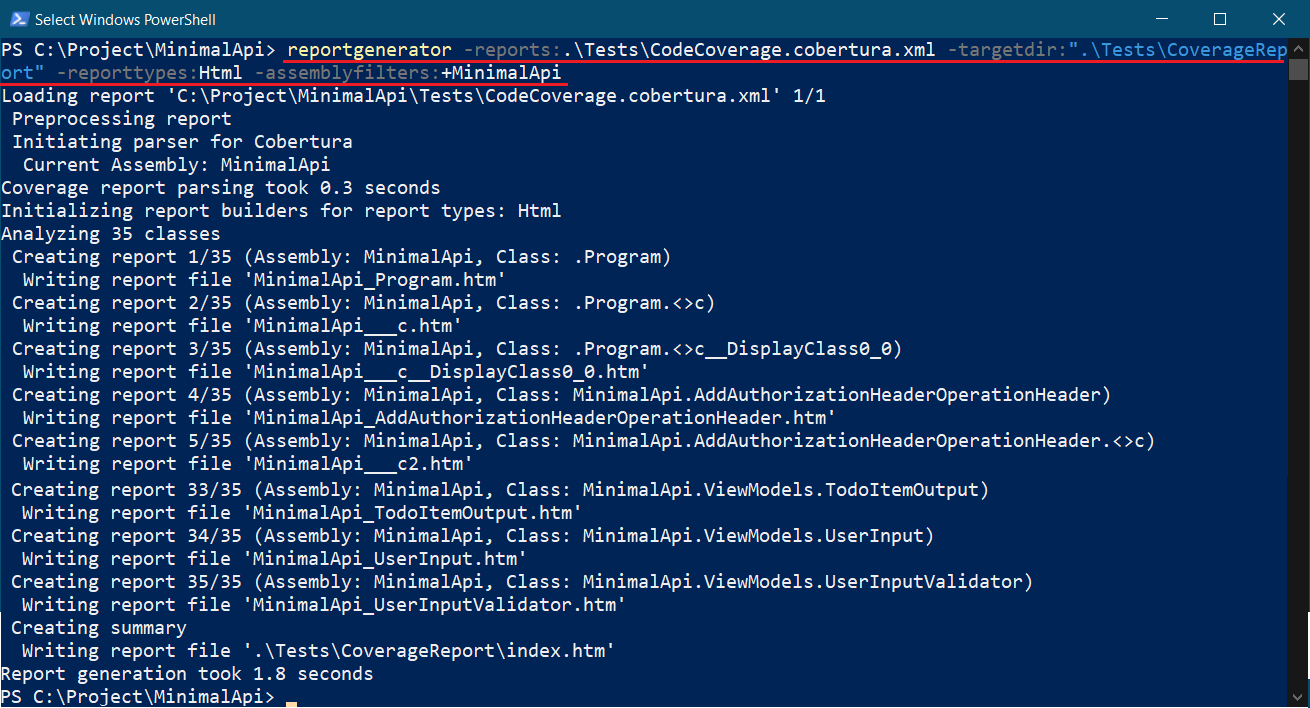 Select Windows PowerShell
PS C:\Project\MinimalApi> reportgenerator -reports:.\Tests\CodeCoverage.cobertura.xml -targetdir:".\Tests\CoverageRep
ort" -reporttypes:Html -assemblyfilters:+MinimalApi
Loading report 'C:\Project\MinimalApi\Tests\CodeCoverage.cobertura.xml' 1/1
 Preprocessing report
 Initiating parser for Cobertura
  Current Assembly: MinimalApi
Coverage report parsing took 0.3 seconds
Initializing report builders for report types: Html
Analyzing 35 classes
 Creating report 1/35 (Assembly: MinimalApi, Class: .Program)
  Writing report file 'MinimalApi_Program.htm'
 Creating report 2/35 (Assembly: MinimalApi, Class: .Program.<>c)
  Writing report file 'MinimalApi___c.htm'
 Creating report 3/35 (Assembly: MinimalApi, Class: .Program.<>c__DisplayClass0_0)
  Writing report file 'MinimalApi___c__DisplayClass0_0.htm'
 Creating report 4/35 (Assembly: MinimalApi, Class: MinimalApi.AddAuthorizationHeaderOperationHeader)
  Writing report file 'MinimalApi_AddAuthorizationHeaderOperationHeader.htm'
 Creating report 5/35 (Assembly: MinimalApi, Class: MinimalApi.AddAuthorizationHeaderOperationHeader.<>c)
  Writing report file 'MinimalApi___c2.htm'
 Creating report 33/35 (Assembly: MinimalApi, Class: MinimalApi.ViewModels.TodoItemOutput)
  Writing report file 'MinimalApi_TodoItemOutput.htm'
 Creating report 34/35 (Assembly: MinimalApi, Class: MinimalApi.ViewModels.UserInput)
  Writing report file 'MinimalApi_UserInput.htm'
 Creating report 35/35 (Assembly: MinimalApi, Class: MinimalApi.ViewModels.UserInputValidator)
  Writing report file 'MinimalApi_UserInputValidator.htm'
 Creating summary
  Writing report file '.\Tests\CoverageReport\index.htm'
Report generation took 1.8 seconds
PS C:\Project\MinimalApi>